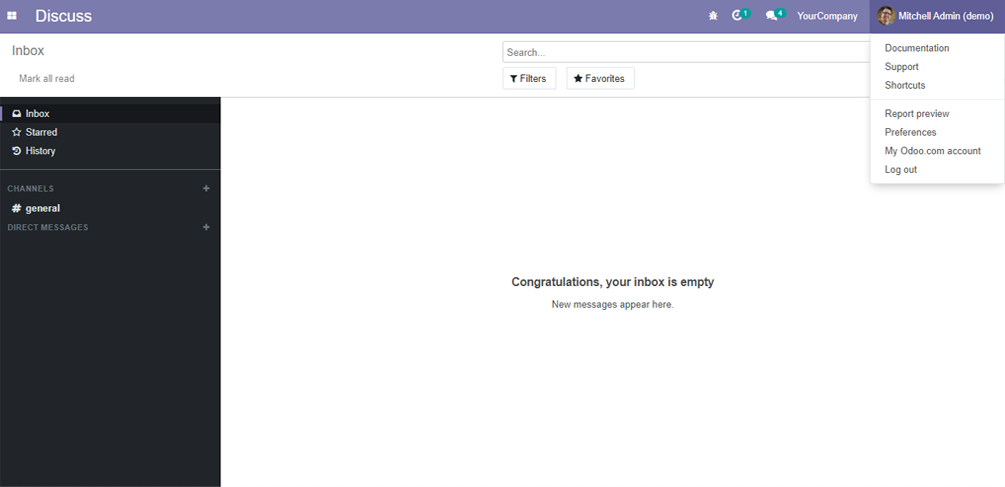 Discuss
1
4
YourCompany
Mitchell Admin (demo)
Inbox
Search...
Mark all read
Filters
Favorites
Documentation
Support
Shortcuts
Report preview
Preferences
My Odoo.com account
Log out
Inbox
Starred
History
CHANNELS +
# general
DIRECT MESSAGES +
Congratulations, your inbox is empty
New messages appear here.